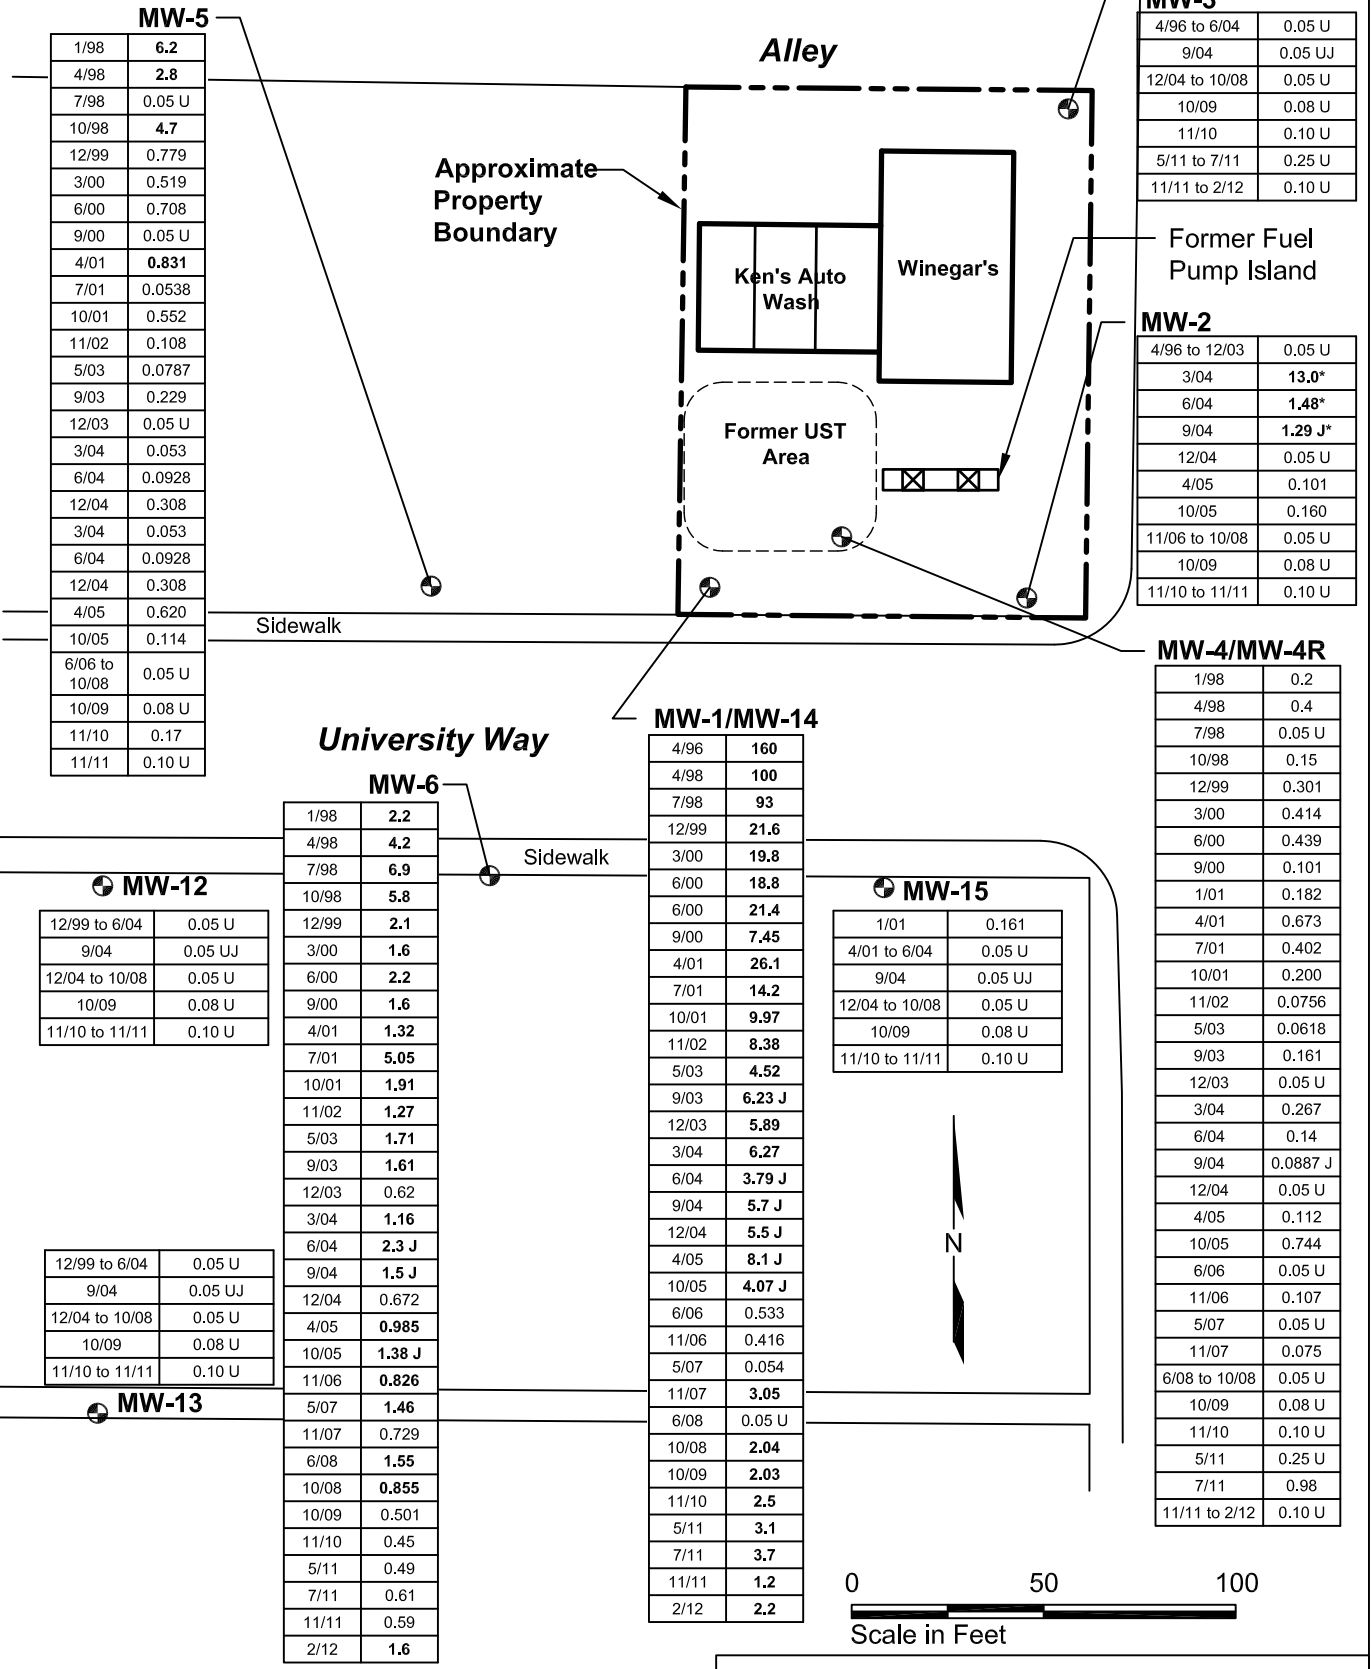 MW-5
1/98 6.2
4/98 2.8
7/98 0.05 U
10/98 4.7
12/99 0.779
3/00 0.519
6/00 0.708
9/00 0.05 U
4/01 0.831
7/01 0.0538
10/01 0.552
11/02 0.108
5/03 0.0787
9/03 0.229
12/03 0.05 U
3/04 0.053
6/04 0.0928
12/04 0.308
3/04 0.053
6/04 0.0928
12/04 0.308
4/05 0.620
10/05 0.114
6/06 to
10/08 0.05 U
10/09 0.08 U
11/10 0.17
11/11 0.10 U
Alley
Approximate
Property
Boundary
Ken's Auto
Wash
Winegar's
Former UST
Area
Sidewalk
MW-3
4/96 to 6/04 0.05 U
9/04 0.05 UJ
12/04 to 10/08 0.05 U
10/09 0.08 U
11/10 0.10 U
5/11 to 7/11 0.25 U
11/11 to 2/12 0.10 U
Former Fuel
Pump Island
MW-2
4/96 to 12/03 0.05 U
3/04 13.0*
6/04 1.48*
9/04 1.29 J*
12/04 0.05 U
4/05 0.101
10/05 0.160
11/06 to 10/08 0.05 U
10/09 0.08 U
11/10 to 11/11 0.10 U
MW-4/MW-4R
1/98 0.2
4/98 0.4
7/98 0.05 U
10/98 0.15
12/99 0.301
3/00 0.414
6/00 0.439
9/00 0.101
1/01 0.182
4/01 0.673
7/01 0.402
10/01 0.200
11/02 0.0756
5/03 0.0618
9/03 0.161
12/03 0.05 U
3/04 0.267
6/04 0.14
9/04 0.0887 J
12/04 0.05 U
4/05 0.112
10/05 0.744
6/06 0.05 U
11/06 0.107
5/07 0.05 U
11/07 0.075
6/08 to 10/08 0.05 U
10/09 0.08 U
11/10 0.10 U
5/11 0.25 U
7/11 0.98
11/11 to 2/12 0.10 U
University Way
MW-6
1/98 2.2
4/98 4.2
7/98 6.9
10/98 5.8
12/99 2.1
3/00 1.6
6/00 2.2
9/00 1.6
4/01 1.32
7/01 5.05
10/01 1.91
11/02 1.27
5/03 1.71
9/03 1.61
12/03 0.62
3/04 1.16
6/04 2.3 J
9/04 1.5 J
12/04 0.672
4/05 0.985
10/05 1.38 J
11/06 0.826
5/07 1.46
11/07 0.729
6/08 1.55
10/08 0.855
10/09 0.501
11/10 0.45
5/11 0.49
7/11 0.61
11/11 0.59
2/12 1.6
Sidewalk
MW-1/MW-14
4/96 160
4/98 100
7/98 93
12/99 21.6
3/00 19.8
6/00 18.8
6/00 21.4
9/00 7.45
4/01 26.1
7/01 14.2
10/01 9.97
11/02 8.38
5/03 4.52
9/03 6.23 J
12/03 5.89
3/04 6.27
6/04 3.79 J
9/04 5.7 J
12/04 5.5 J
4/05 8.1 J
10/05 4.07 J
6/06 0.533
11/06 0.416
5/07 0.054
11/07 3.05
6/08 0.05 U
10/08 2.04
10/09 2.03
11/10 2.5
5/11 3.1
7/11 3.7
11/11 1.2
2/12 2.2
MW-12
12/99 to 6/04 0.05 U
9/04 0.05 UJ
12/04 to 10/08 0.05 U
10/09 0.08 U
11/10 to 11/11 0.10 U
MW-15
1/01 0.161
4/01 to 6/04 0.05 U
9/04 0.05 UJ
12/04 to 10/08 0.05 U
10/09 0.08 U
11/10 to 11/11 0.10 U
12/99 to 6/04 0.05 U
9/04 0.05 UJ
12/04 to 10/08 0.05 U
10/09 0.08 U
11/10 to 11/11 0.10 U
MW-13
N
0 50 100
Scale in Feet